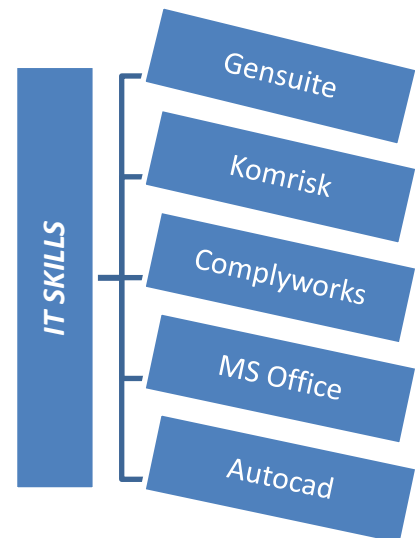 IT SKILLS
Gensuite
Komrisk
Complyworks
MS Office
Autocad